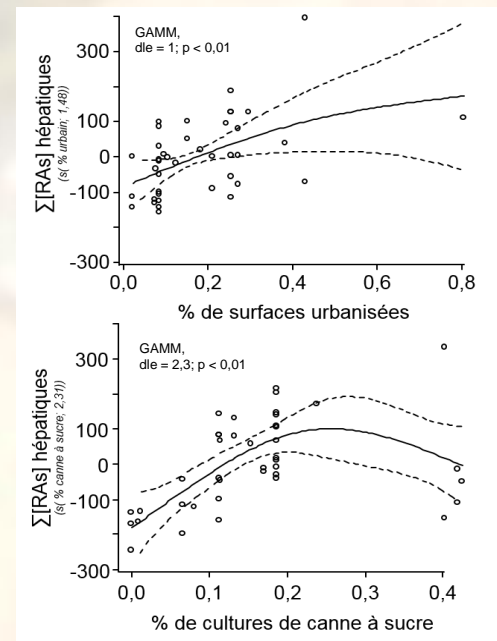 GAMM,
dle = 1; p < 0,01
Σ[RAs] hépatiques
(s( % urbain; 1,48))
300
100
0
-100
-300
0,0 0,2 0,4 0,6 0,8
% de surfaces urbanisées
GAMM,
dle = 2,3; p < 0,01
Σ[RAs] hépatiques
(s( % canne à sucre; 2,31))
300
100
0
-100
-300
0,0 0,1 0,2 0,3 0,4
% de cultures de canne à sucre